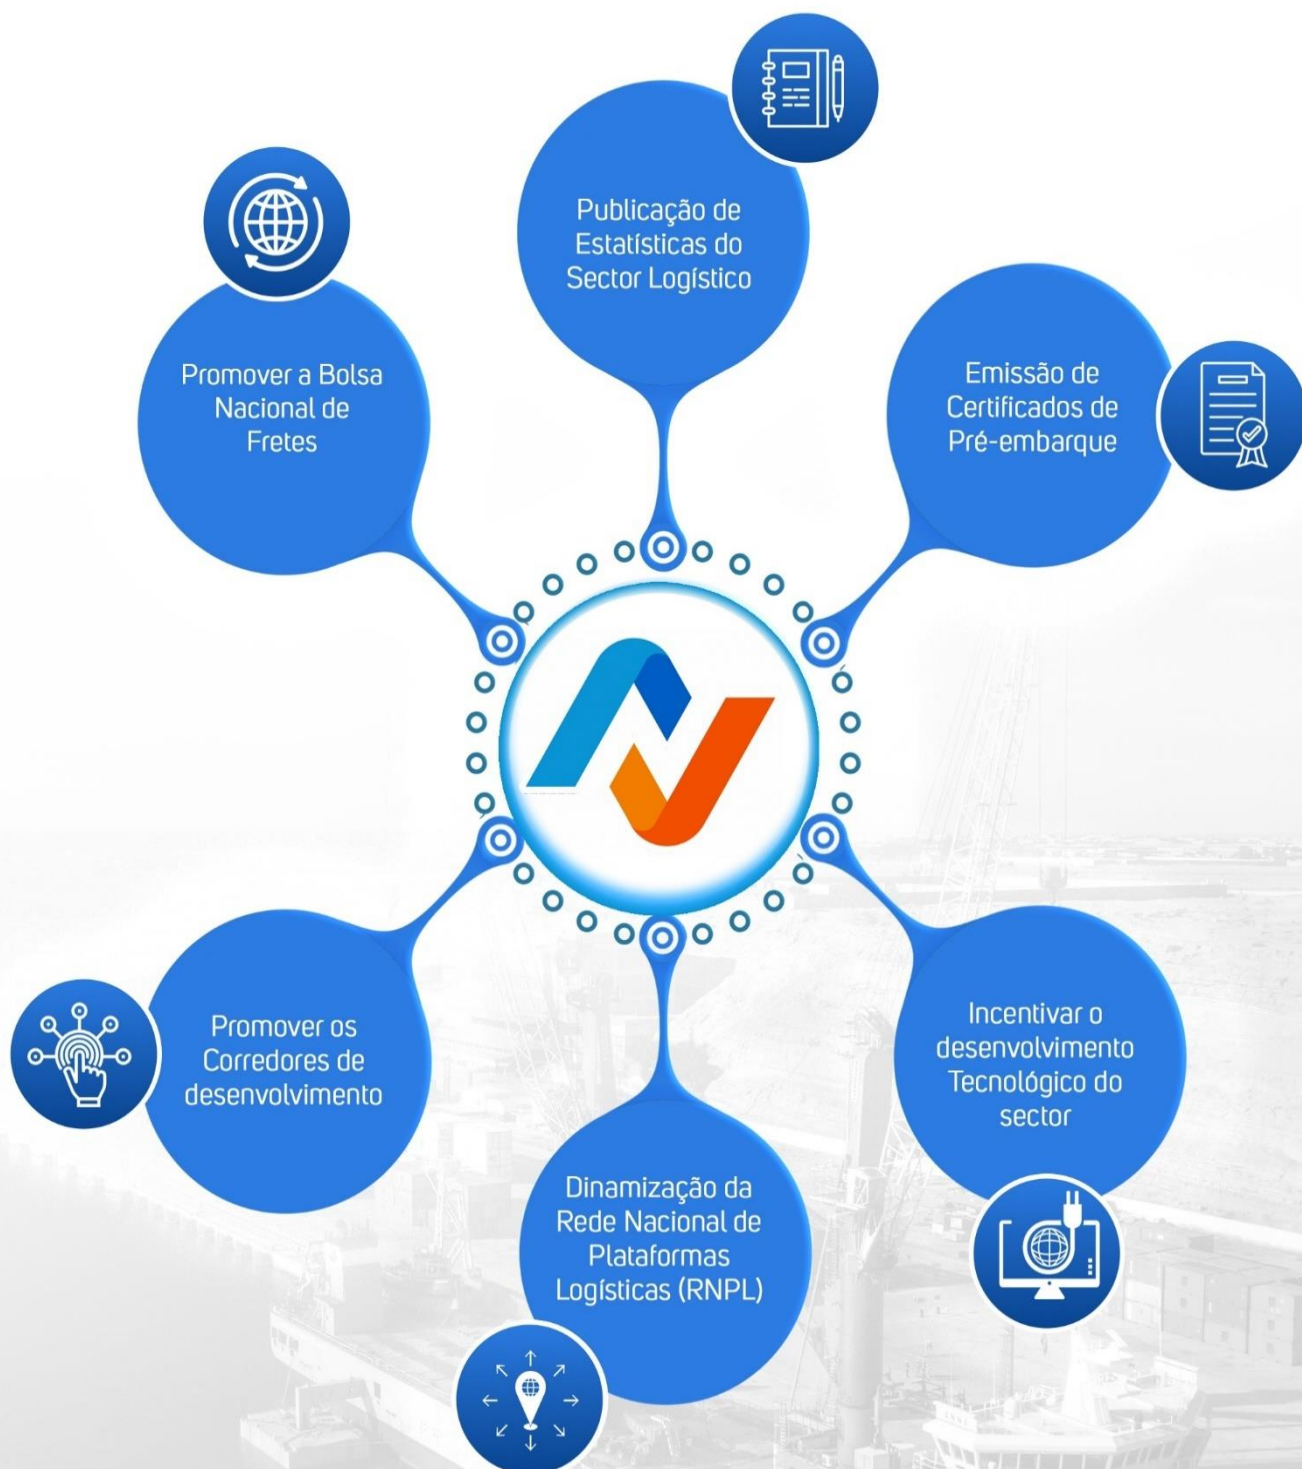 Publicação de
Estatísticas do
Sector Logístico
Promover a Bolsa
Nacional de
Fretes
Emissão de
Certificados de
Pré-embarque
Promover os
Corredores de
desenvolvimento
Incentivar o
desenvolvimento
Tecnológico do
sector
Dinamização da
Rede Nacional de
Plataformas
Logísticas (RNPL)